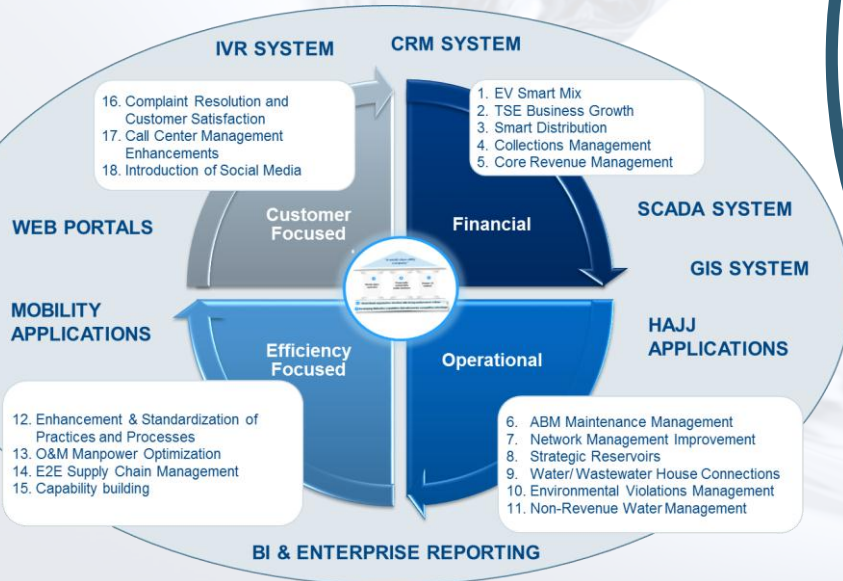 IVR SYSTEM
CRM SYSTEM
16. Complaint Resolution and
Customer Satisfaction
17. Call Center Management
Enhancements
18. Introduction of Social Media
1. EV Smart Mix
2. TSE Business Growth
3. Smart Distribution
4. Collections Management
5. Core Revenue Management
WEB PORTALS
Customer
Focused
Financial
SCADA SYSTEM
GIS SYSTEM
MOBILITY
APPLICATIONS
HAJJ
APPLICATIONS
Efficiency
Focused
Operational
12. Enhancement & Standardization of
Practices and Processes
13. O&M Manpower Optimization
14. E2E Supply Chain Management
15. Capability building
6. ABM Maintenance Management
7. Network Management Improvement
8. Strategic Reservoirs
9. Water/ Wastewater House Connections
10. Environmental Violations Management
11. Non-Revenue Water Management
BI & ENTERPRISE REPORTING